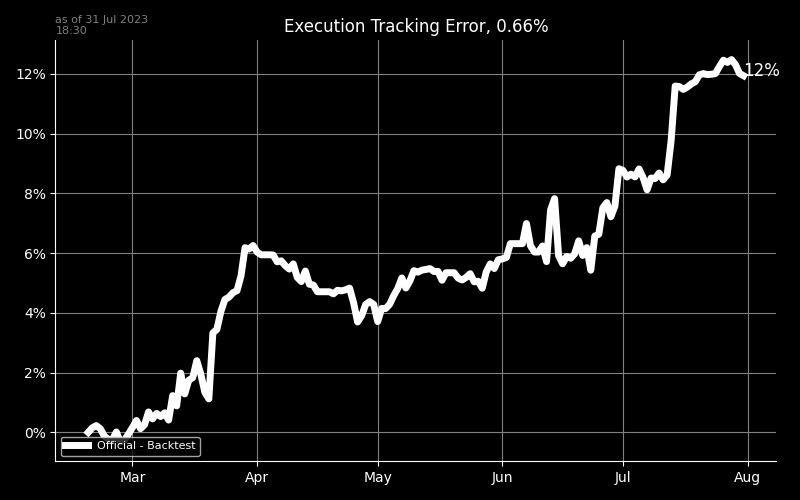 as of 31 Jul 2023
18:30
Execution Tracking Error, 0.66%
12%
12%
10%
8%
6%
4%
2%
0%
Official - Backtest
Mar Apr May Jun Jul Aug